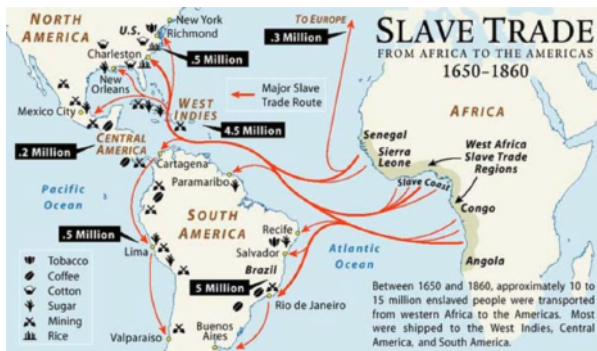 SLAVE TRADE
FROM AFRICA TO THE AMERICAS
1650–1860
NORTH
AMERICA
U.S.
New York
Richmond
Charleston
.5 Million
New
Orleans
Mexico City
TO EUROPE
.3 Million
Major Slave
Trade Route
WEST
INDIES
4.5 Million
CENTRAL
AMERICA
.2 Million
Cartagena
Paramaribo
Pacific
Ocean
SOUTH
AMERICA
.5 Million
Lima
Recife
Salvador
Brazil
5 Million
Rio de Janeiro
Buenos
Aires
Valparaiso
Atlantic
Ocean
AFRICA
Senegal
Sierra
Leone
West Africa
Slave Trade
Regions
Slave Coast
Congo
Angola
Tobacco
Coffee
Cotton
Sugar
Mining
Rice
Between 1650 and 1860, approximately 10 to
15 million enslaved people were transported
from western Africa to the Americas. Most
were shipped to the West Indies, Central
America, and South America.